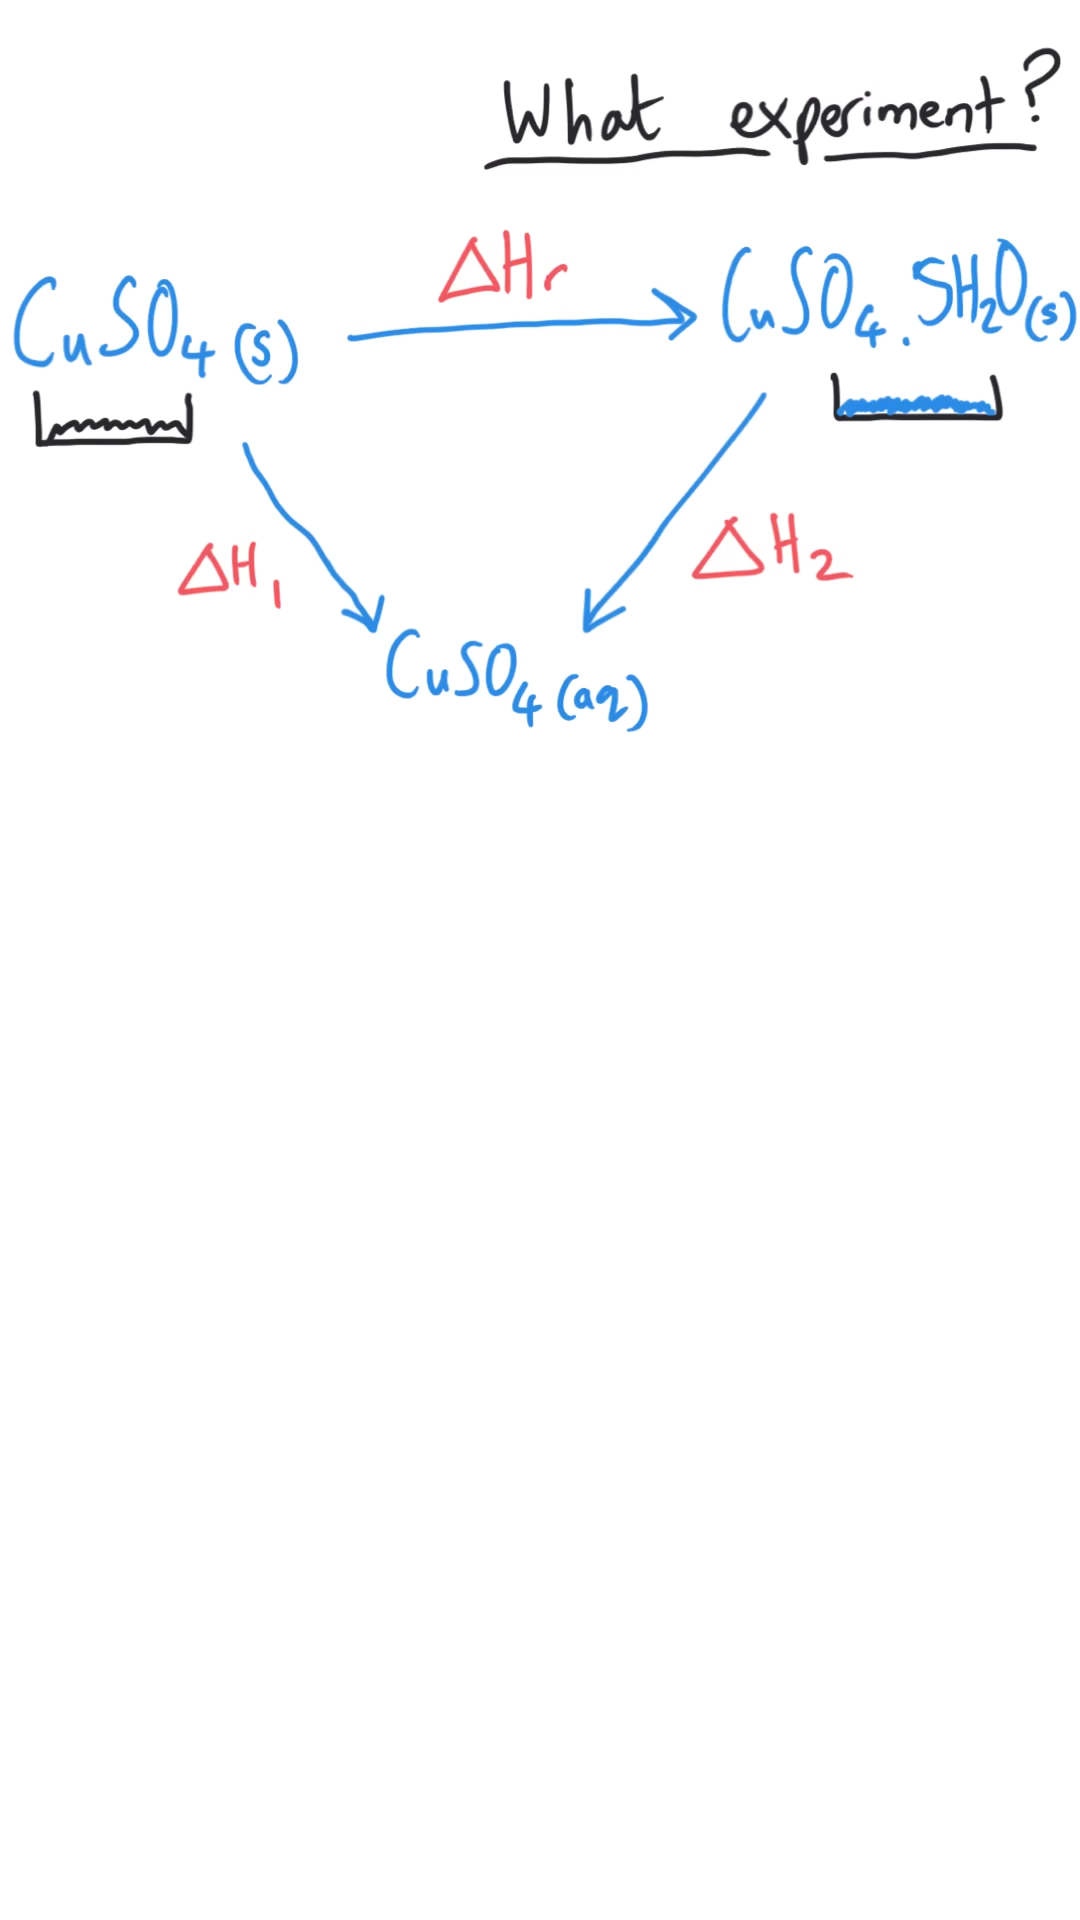 What experiment?
ΔHr
CuSO₄ (s) CuSO₄.5H₂O(s)
ΔH₁ ΔH₂
CuSO₄ (aq)